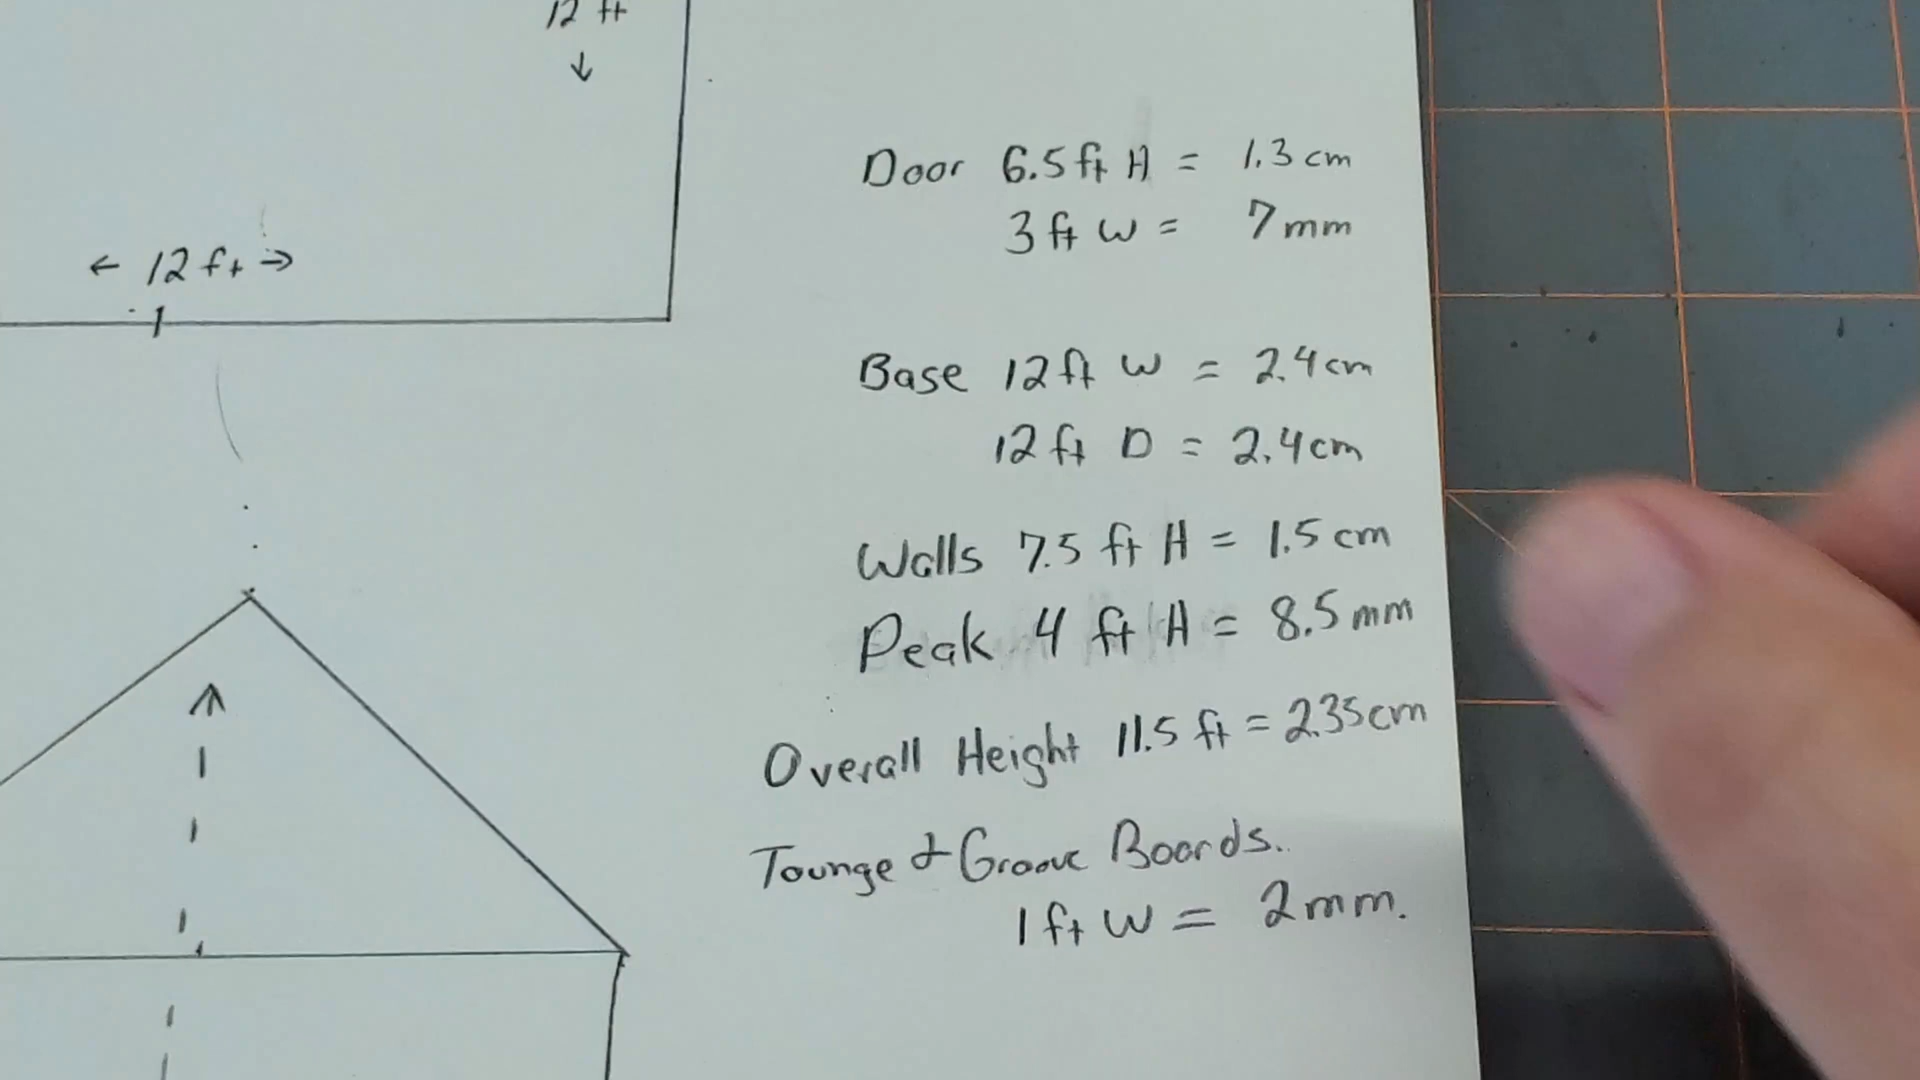 12 ft
↓
← 12 ft →
Door 6.5 ft H = 1.3 cm
3 ft W = 7 mm
Base 12 ft W = 2.4 cm
12 ft D = 2.4 cm
Walls 7.5 ft H = 1.5 cm
Peak 4 ft H = 8.5 mm
Overall Height 11.5 ft = 2.35 cm
Tounge & Groove Boards.
1 ft W = 2 mm.